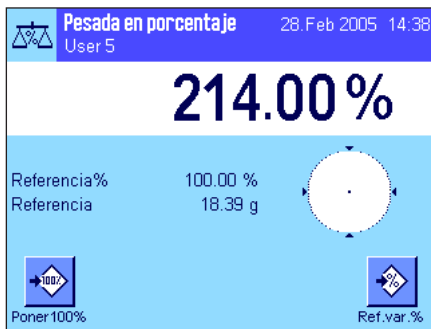 Pesada en porcentaje 28.Feb 2005 14:38
User 5
214.00 %
Referencia% 100.00 %
Referencia 18.39 g
100%
%
Poner100% Ref.var.%